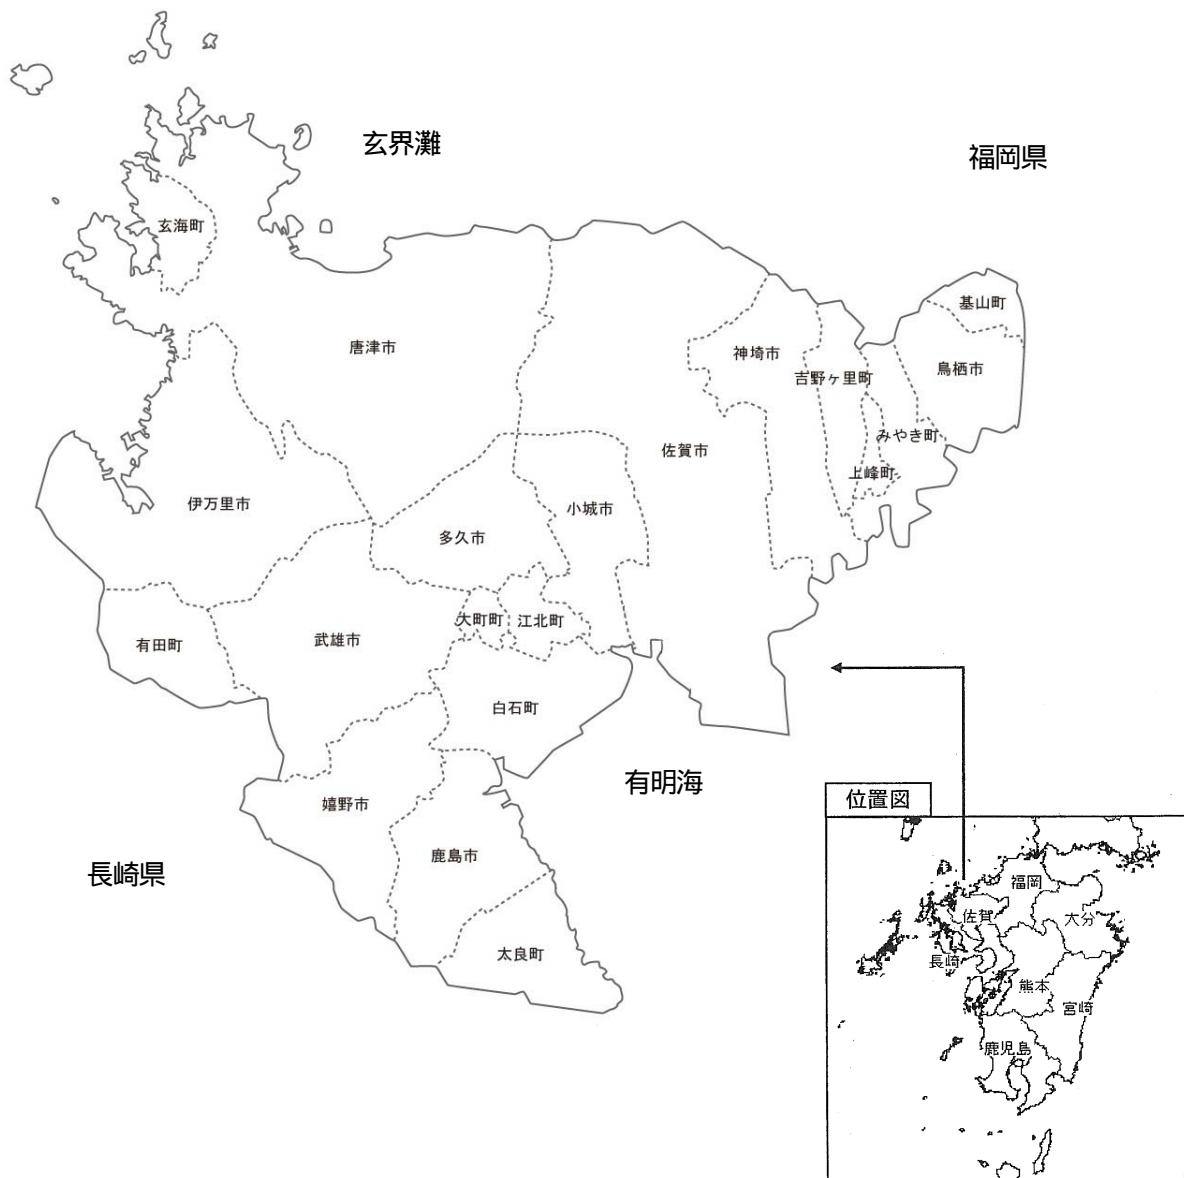 玄界灘
福岡県
玄海町
基山町
唐津市
神埼市
鳥栖市
吉野ヶ里町
みやき町
佐賀市
上峰町
伊万里市
小城市
多久市
大町町
江北町
有田町
武雄市
白石町
有明海
嬉野市
位置図
鹿島市
長崎県
福岡
佐賀
大分
太良町
長崎
熊本
宮崎
鹿児島